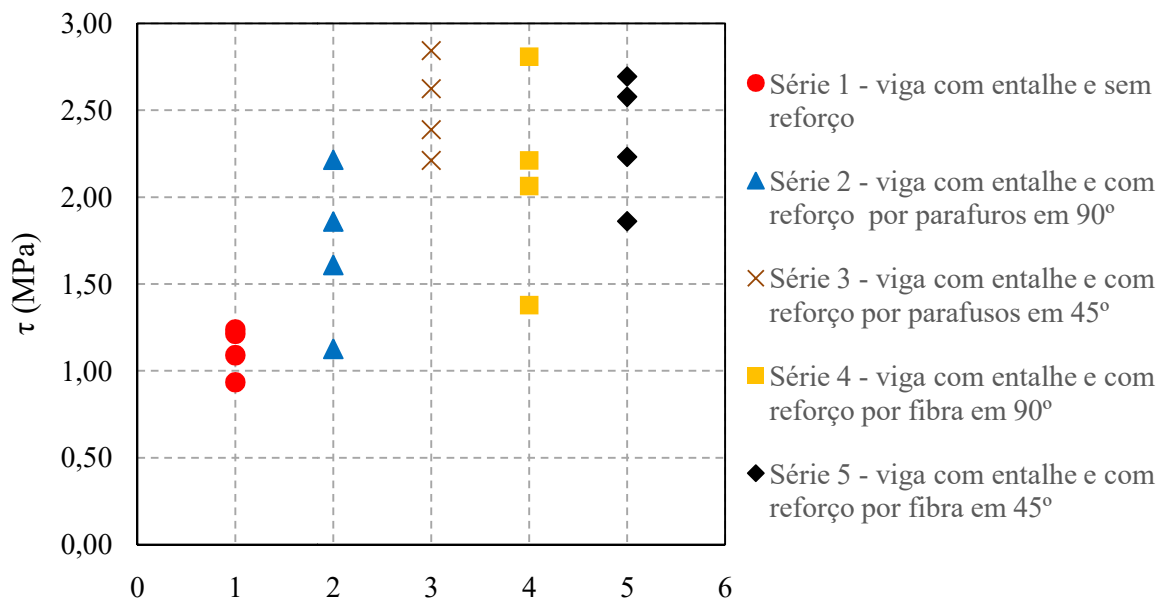 3,00
2,50
2,00
1,50
1,00
0,50
0,00
τ (MPa)
0 1 2 3 4 5 6
Série 1 - viga com entalhe e sem
reforço
Série 2 - viga com entalhe e com
reforço por parafuros em 90º
Série 3 - viga com entalhe e com
reforço por parafusos em 45º
Série 4 - viga com entalhe e com
reforço por fibra em 90º
Série 5 - viga com entalhe e com
reforço por fibra em 45º